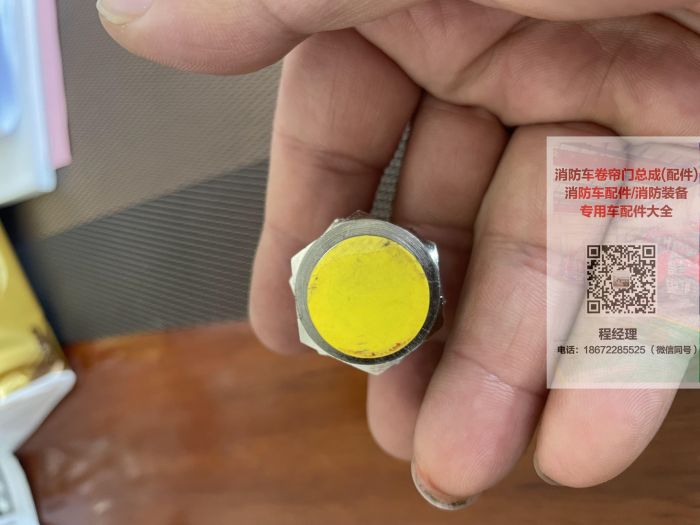 消防车卷帘门总成(配件)
消防车配件/消防装备
专用车配件大全
程经理
电话：18672285525（微信同号）